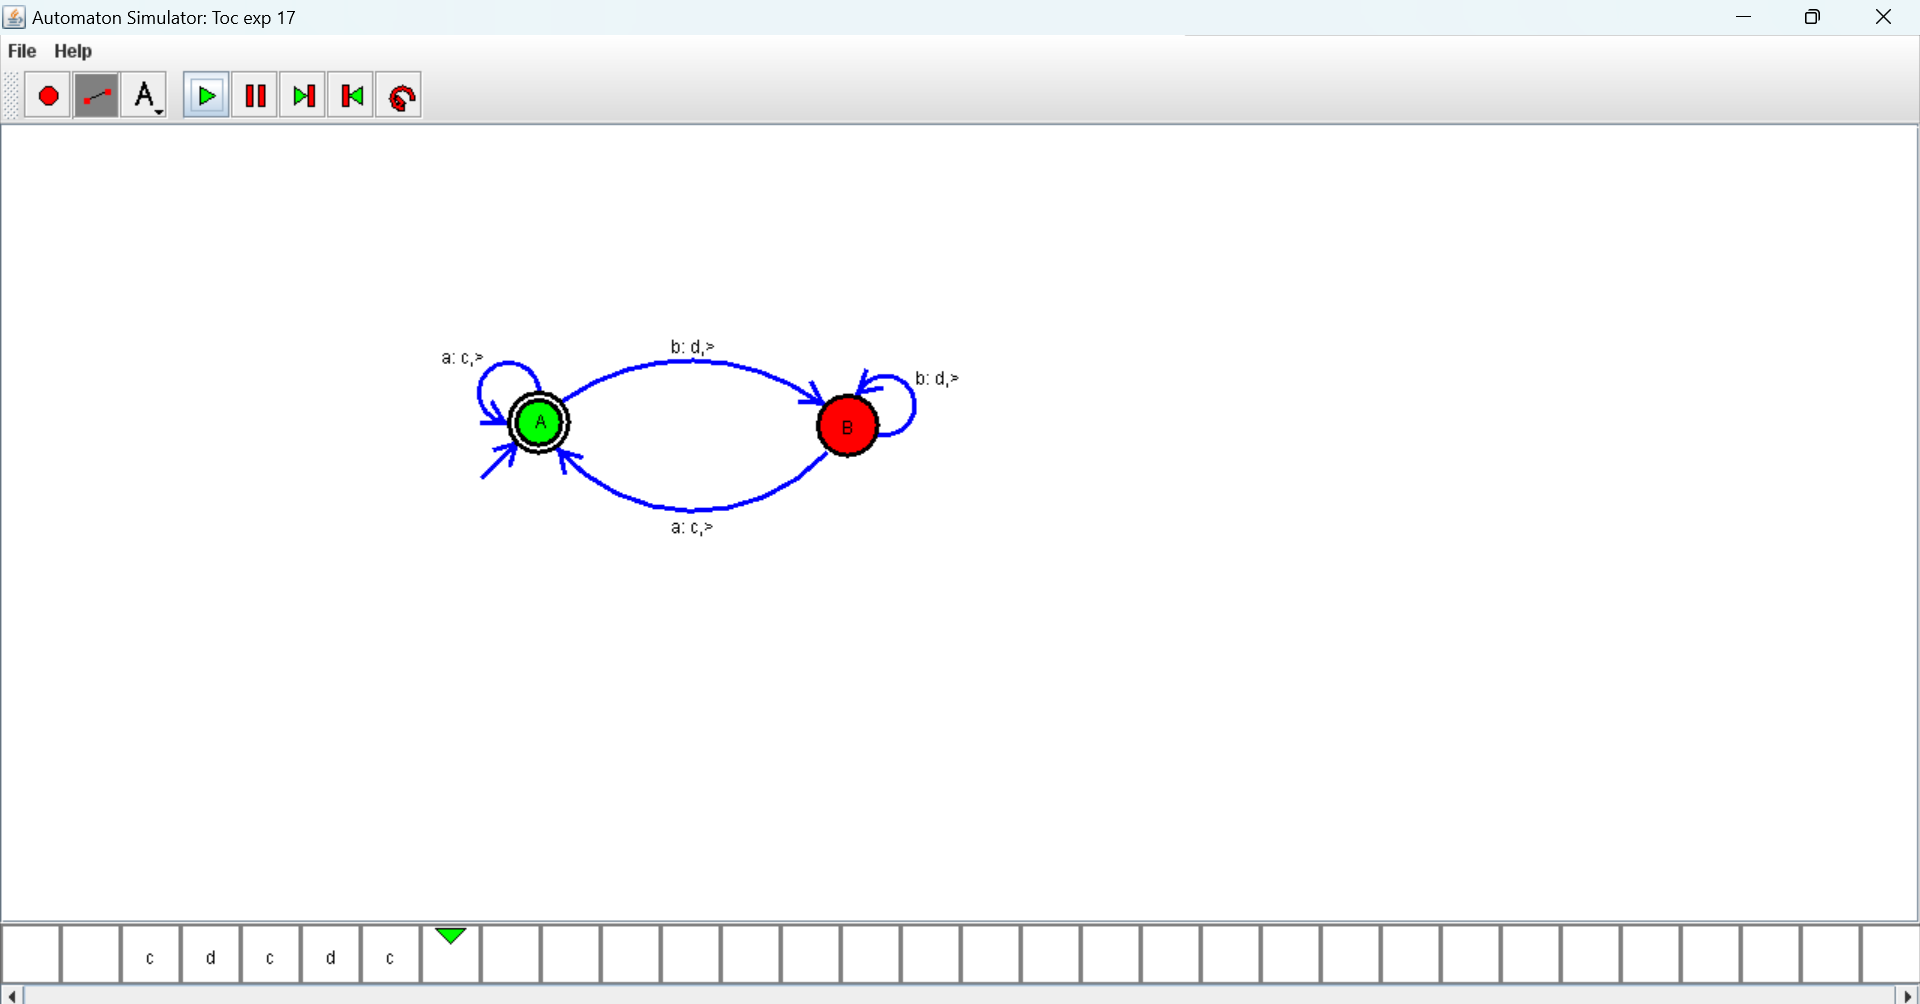 Automaton Simulator: Toc exp 17
File Help
A
b: d,>
a: c,>
b: d,>
A
B
a: c,>
c d c d c